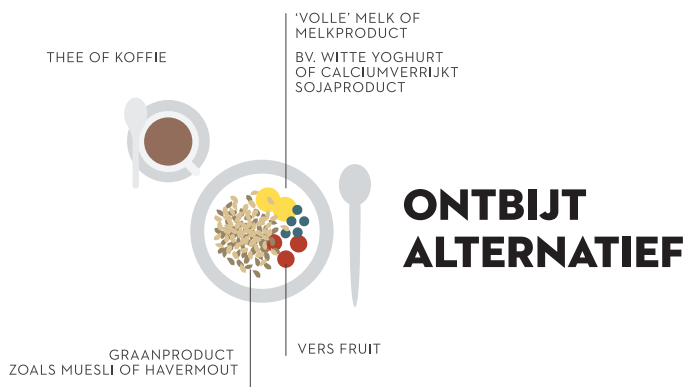 ‘VOLLE’ MELK OF
MELKPRODUCT
BV. WITTE YOGHURT
OF CALCIUMVERRIJKT
SOJAPRODUCT
THEE OF KOFFIE
ONTBIJT
ALTERNATIEF
VERS FRUIT
GRAANPRODUCT
ZOALS MUESLI OF HAVERMOUT